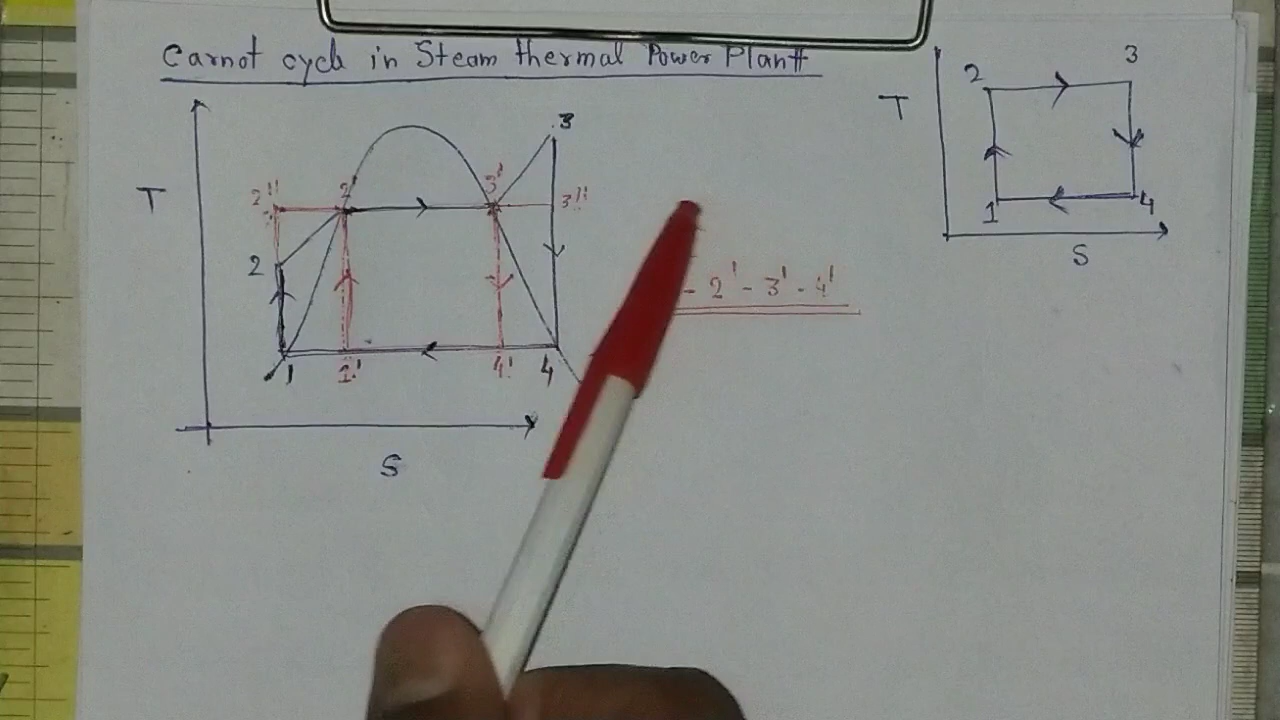 Carnot cycle in Steam thermal Power Plant
T
2'' 2' 3' 3 3''
2
1 1' 4' 4
S
- 2' - 3' - 4'
T
2 3
1 4
S